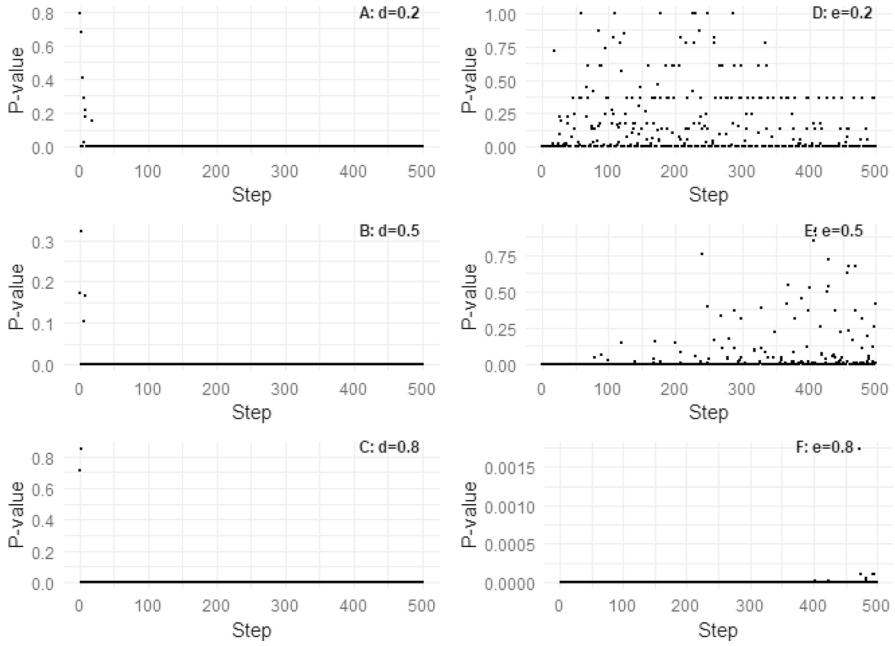 A: d=0.2
P-value
0.8
0.6
0.4
0.2
0.0
0 100 200 300 400 500
Step
D: e=0.2
P-value
1.00
0.75
0.50
0.25
0.00
0 100 200 300 400 500
Step
B: d=0.5
P-value
0.3
0.2
0.1
0.0
0 100 200 300 400 500
Step
E: e=0.5
P-value
0.75
0.50
0.25
0.00
0 100 200 300 400 500
Step
C: d=0.8
P-value
0.8
0.6
0.4
0.2
0.0
0 100 200 300 400 500
Step
F: e=0.8
P-value
0.0015
0.0010
0.0005
0.0000
0 100 200 300 400 500
Step